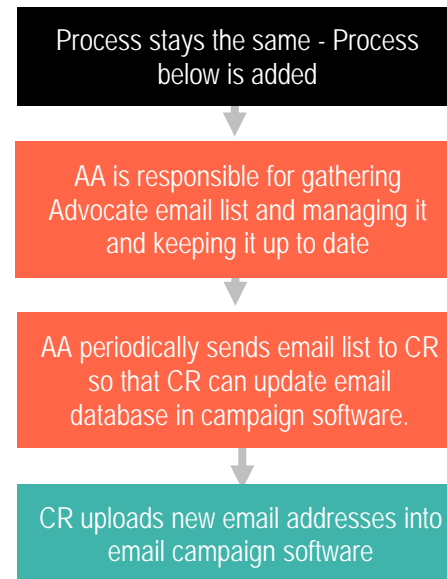 Process stays the same - Process
below is added
AA is responsible for gathering
Advocate email list and managing it
and keeping it up to date
AA periodically sends email list to CR
so that CR can update email
database in campaign software.
CR uploads new email addresses into
email campaign software